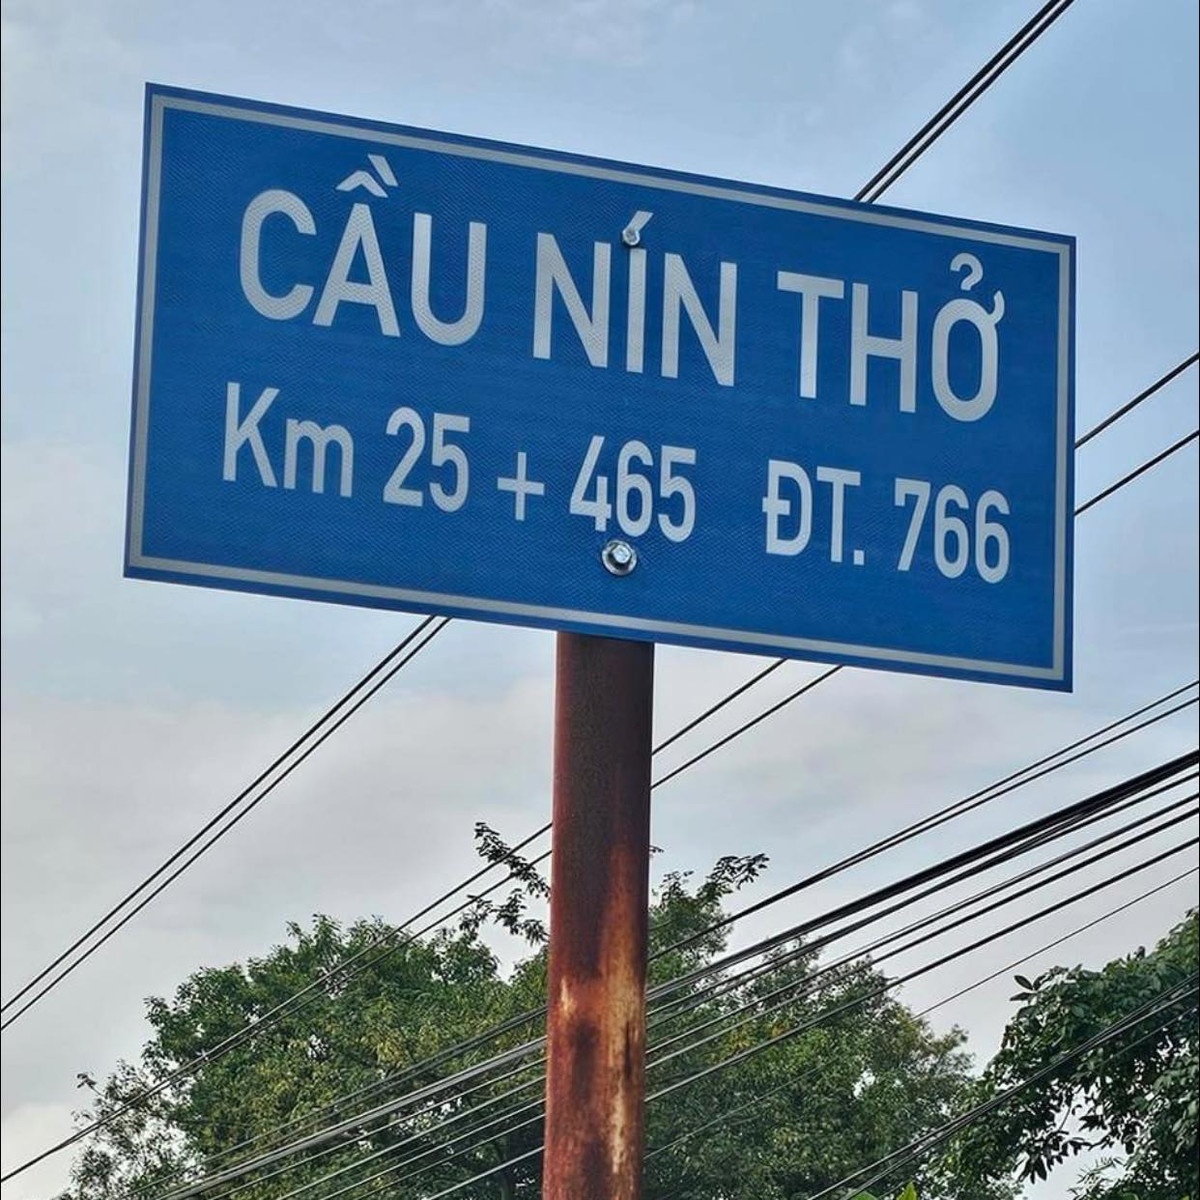 CẦU NÍN THỞ
Km 25 + 465 ĐT. 766